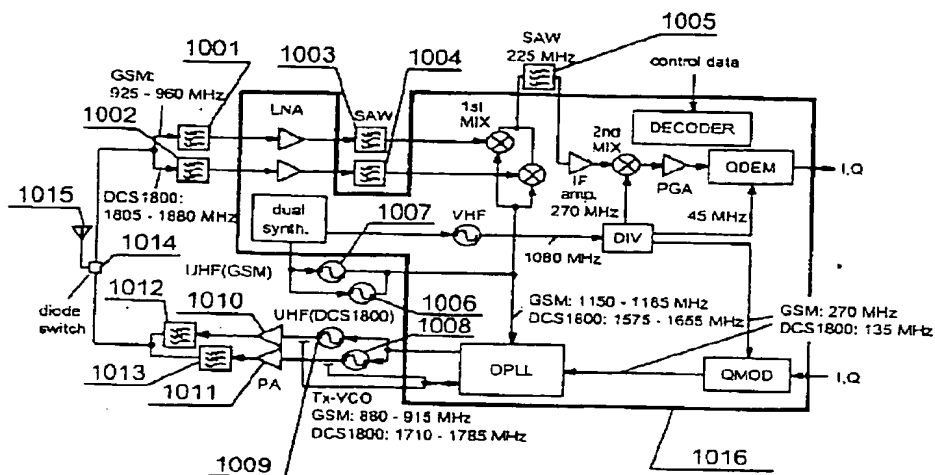 SAW
225 MHz
1005
1001
1003
1004
control data
GSM:
925 - 960 MHz
1002
LNA
SAW
1st
MIX
DECODER
2nd
MIX
DCS1800:
1805 - 1880 MHz
IF
amp.
270 MHz
PGA
QDEM
I,Q
1015
dual
synth.
1007
VHF
45 MHz
DIV
1080 MHz
1014
UHF(GSM)
diode
switch
1012
1010
1006
UHF(DCS1800)
1008
GSM: 1150 - 1185 MHz
DCS1800: 1575 - 1655 MHz
GSM: 270 MHz
DCS1800: 135 MHz
OPLL
QMOD
I,Q
1013
1011
PA
Tx-VCO
GSM: 880 - 915 MHz
DCS1800: 1710 - 1785 MHz
1009
1016